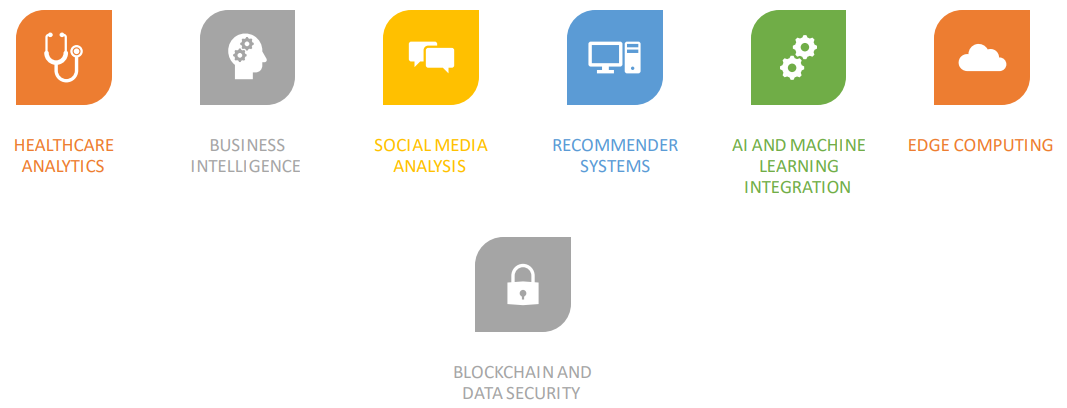 HEALTHCARE
ANALYTICS
BUSINESS
INTELLIGENCE
SOCIAL MEDIA
ANALYSIS
RECOMMENDER
SYSTEMS
AI AND MACHINE
LEARNING
INTEGRATION
EDGE COMPUTING
BLOCKCHAIN AND
DATA SECURITY